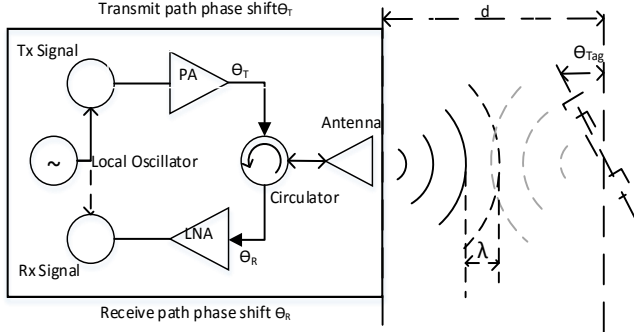 Transmit path phase shiftΘT
d
Tx Signal
PA
ΘT
ΘTag
Antenna
~
Local Oscillator
Circulator
LNA
ΘR
λ
Rx Signal
Receive path phase shift ΘR